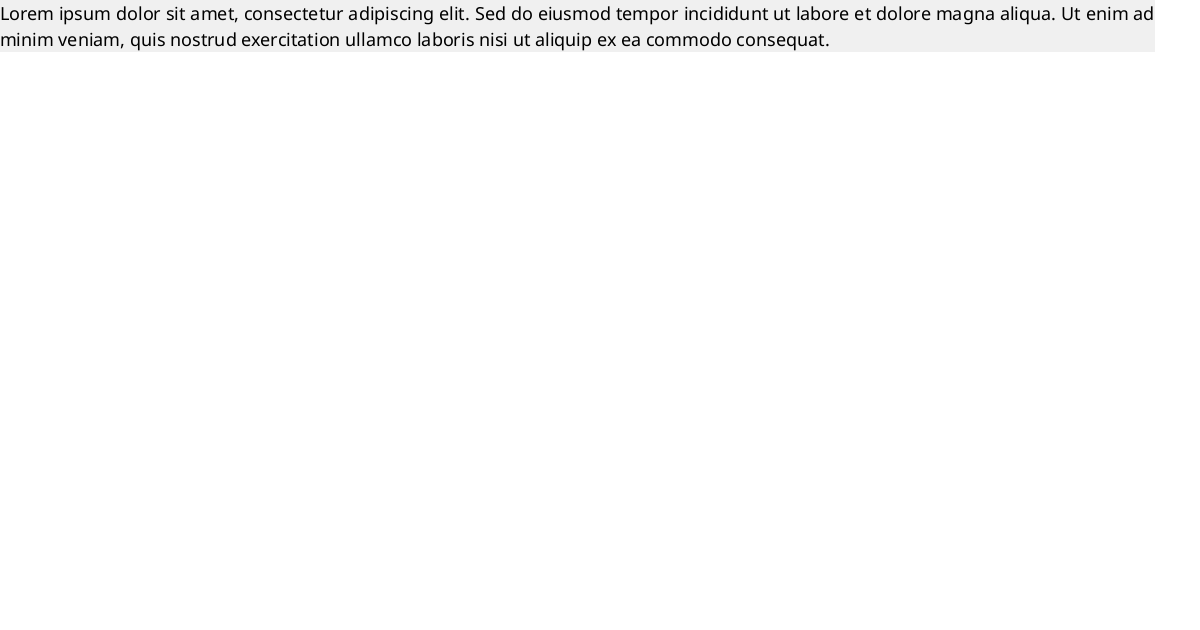 Lorem ipsum dolor sit amet, consectetur adipiscing elit. Sed do eiusmod tempor incididunt ut labore et dolore magna aliqua. Ut enim ad
minim veniam, quis nostrud exercitation ullamco laboris nisi ut aliquip ex ea commodo consequat.